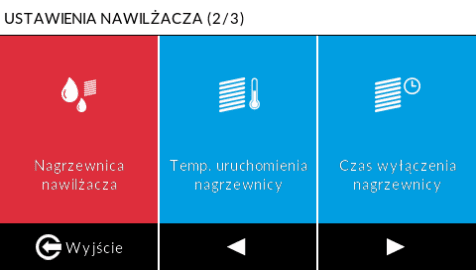 USTAWIENIA NAWILŻACZA (2/3)
Nagrzewnica
nawilżacza
Temp. uruchomienia
nagrzewnicy
Czas wyłączenia
nagrzewnicy
Wyjście